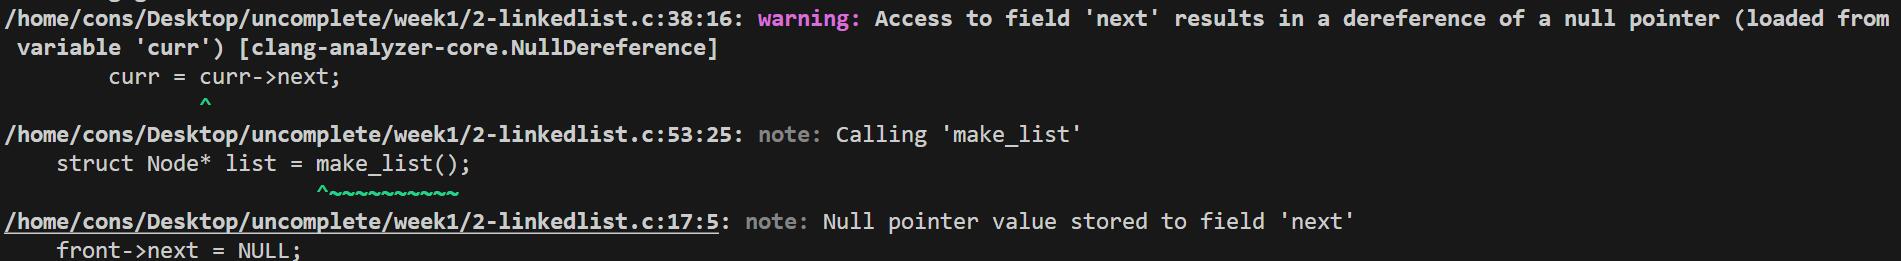 /home/cons/Desktop/uncomplete/week1/2-linkedlist.c:38:16: warning: Access to field 'next' results in a dereference of a null pointer (loaded from
variable 'curr') [clang-analyzer-core.NullDereference]
curr = curr->next;
^
/home/cons/Desktop/uncomplete/week1/2-linkedlist.c:53:25: note: Calling 'make_list'
struct Node* list = make_list();
^~~~~~~~~~~
/home/cons/Desktop/uncomplete/week1/2-linkedlist.c:17:5: note: Null pointer value stored to field 'next'
front->next = NULL;